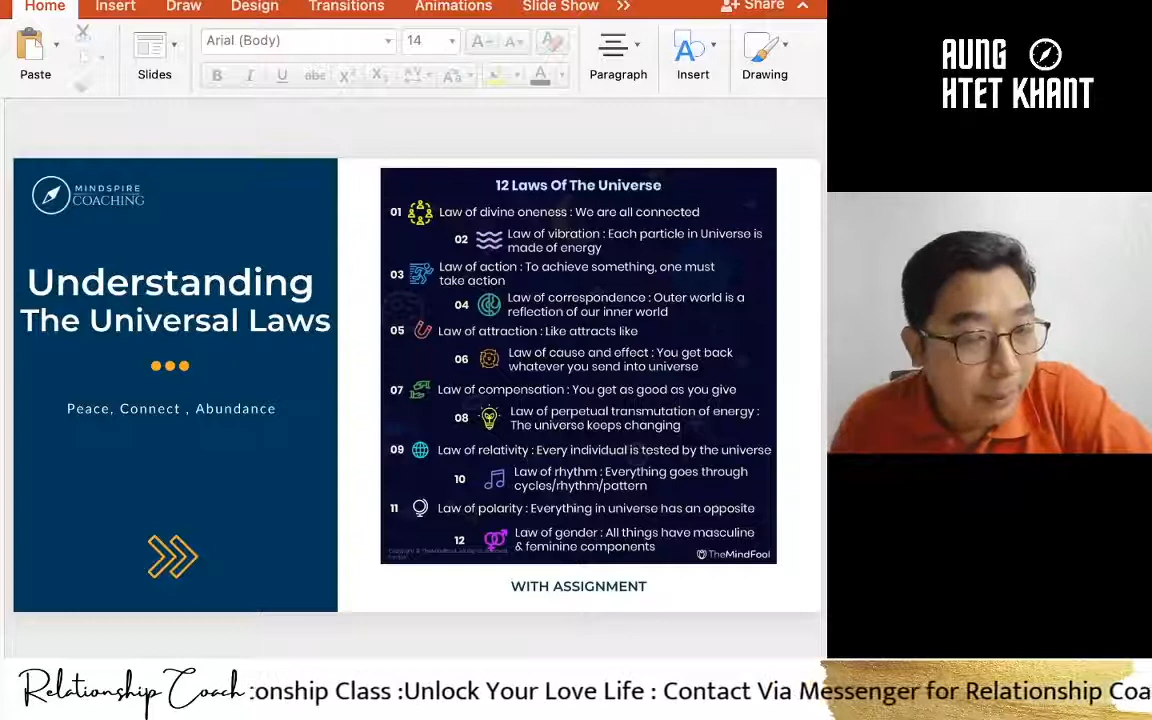 Home Insert Draw Design Transitions Animations Slide Show Share
Arial (Body) 14
Paste Slides Paragraph Insert Drawing
AUNG
HTET KHANT
MINDSPIRE
COACHING
Understanding
The Universal Laws
Peace, Connect , Abundance
12 Laws Of The Universe
01 Law of divine oneness : We are all connected
02 Law of vibration : Each particle in Universe is
made of energy
03 Law of action : To achieve something, one must
take action
04 Law of correspondence : Outer world is a
reflection of our inner world
05 Law of attraction : Like attracts like
06 Law of cause and effect : You get back
whatever you send into universe
07 Law of compensation : You get as good as you give
08 Law of perpetual transmutation of energy :
The universe keeps changing
09 Law of relativity : Every individual is tested by the universe
10 Law of rhythm : Everything goes through
cycles/rhythm/pattern
11 Law of polarity : Everything in universe has an opposite
12 Law of gender : All things have masculine
& feminine components
TheMindFool
WITH ASSIGNMENT
Relationship Coach :onship Class :Unlock Your Love Life : Contact Via Messenger for Relationship Coa